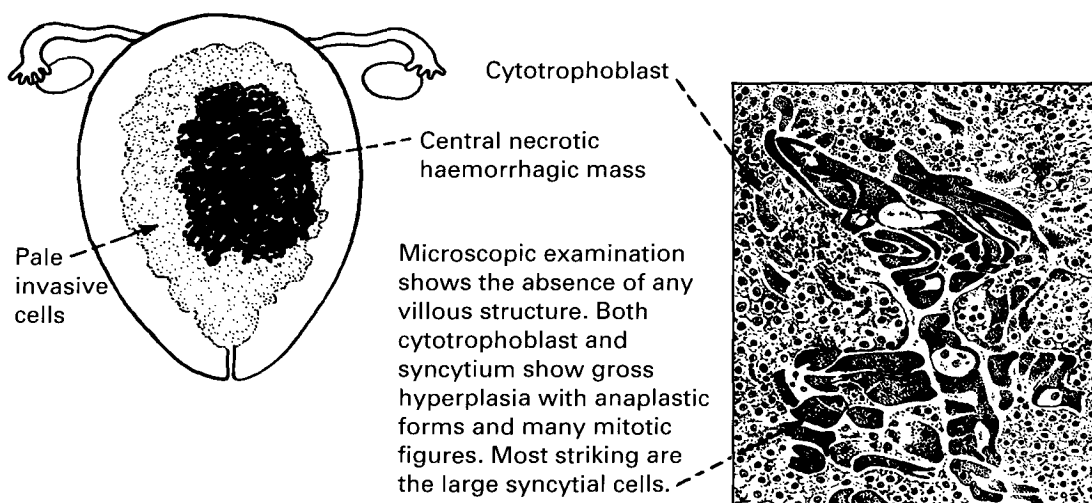 Cytotrophoblast
Central necrotic
haemorrhagic mass
Pale
invasive
cells
Microscopic examination
shows the absence of any
villous structure. Both
cytotrophoblast and
syncytium show gross
hyperplasia with anaplastic
forms and many mitotic
figures. Most striking are
the large syncytial cells.